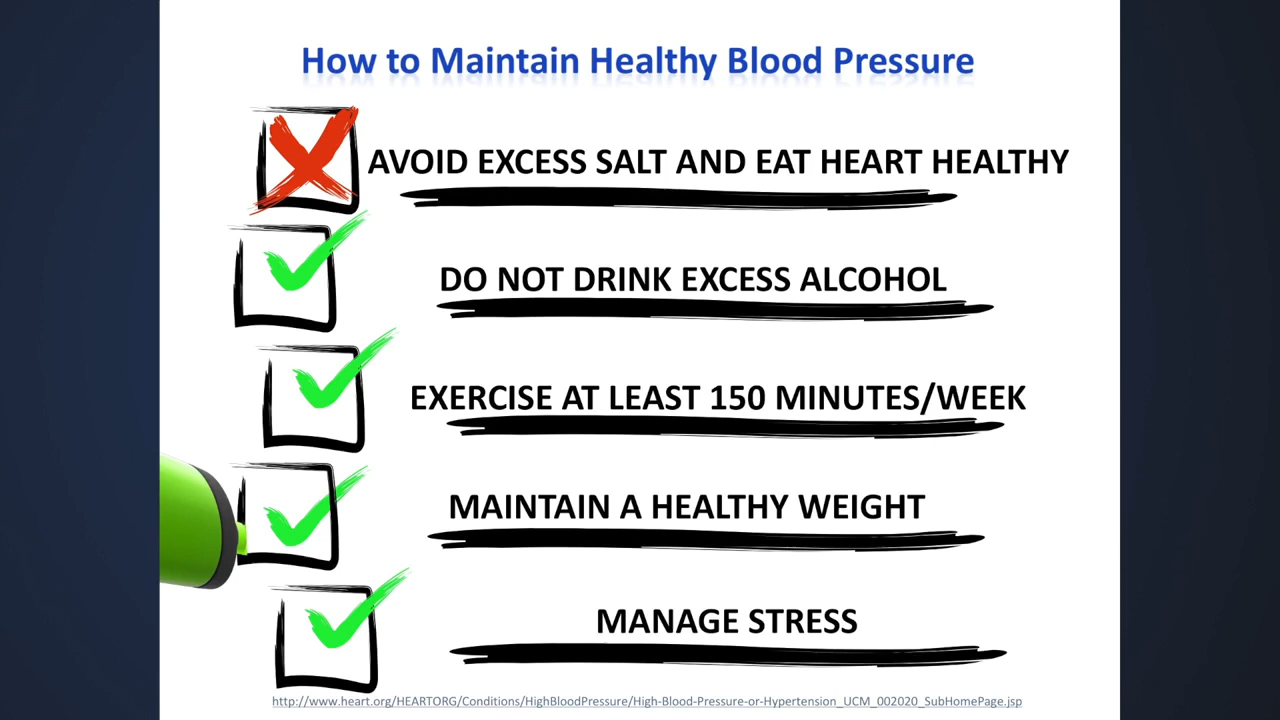 How to Maintain Healthy Blood Pressure
AVOID EXCESS SALT AND EAT HEART HEALTHY
DO NOT DRINK EXCESS ALCOHOL
EXERCISE AT LEAST 150 MINUTES/WEEK
MAINTAIN A HEALTHY WEIGHT
MANAGE STRESS
http://www.heart.org/HEARTORG/Conditions/HighBloodPressure/High-Blood-Pressure-or-Hypertension_UCM_002020_SubHomePage.jsp